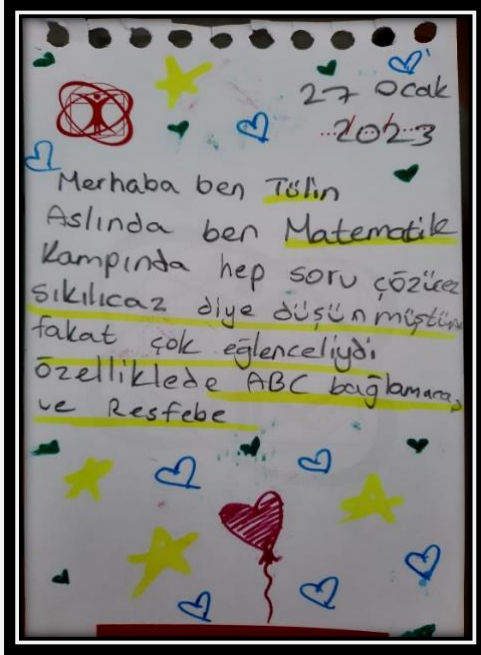 27 Ocak
2023
Merhaba ben Tülin
Aslında ben Matematik
Kampında hep soru çözücez
sıkılıcaz diye düşünmüştüm
fakat çok eğlenceliydi
özelliklede ABC bağlamaca,
ve Resfebe